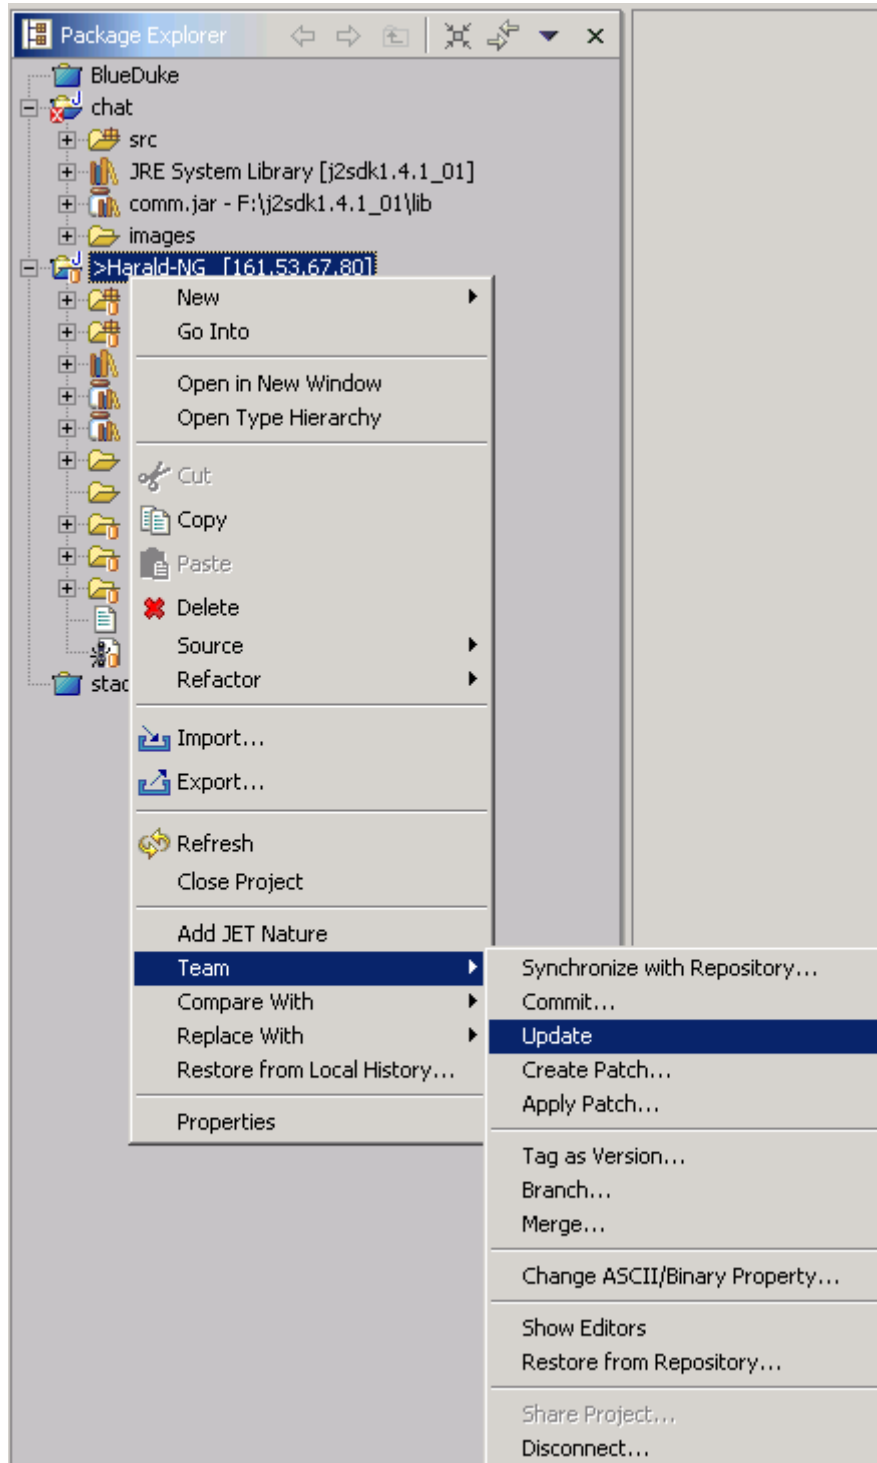 Package Explorer
BlueDuke
chat
src
JRE System Library [j2sdk1.4.1_01]
comm.jar - F:\j2sdk1.4.1_01\lib
images
>Harald-NG [161.53.67.80]
New
Go Into
Open in New Window
Open Type Hierarchy
Cut
Copy
Paste
Delete
Source
Refactor
stac
Import...
Export...
Refresh
Close Project
Add JET Nature
Team
Compare With
Replace With
Restore from Local History...
Properties
Synchronize with Repository...
Commit...
Update
Create Patch...
Apply Patch...
Tag as Version...
Branch...
Merge...
Change ASCII/Binary Property...
Show Editors
Restore from Repository...
Share Project...
Disconnect...